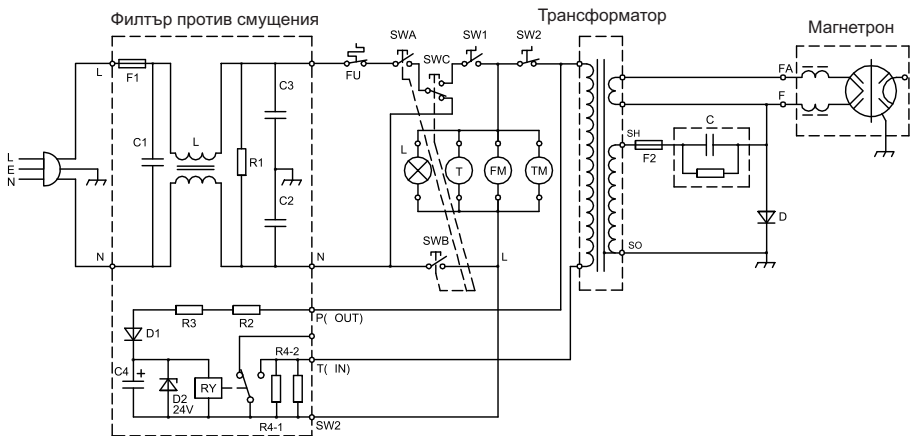 Филтър против смущения
Трансформатор
Магнетрон
L
F1
C1
L
R1
C3
C2
FU
SWA
SWC
SW1
SW2
FA
F
SH
F2
C
L
E
N
L
T
FM
TM
D
N
N
SWB
L
SO
P( OUT)
R3
R2
D1
T( IN)
R4-2
C4
+
D2
24V
RY
R4-1
SW2